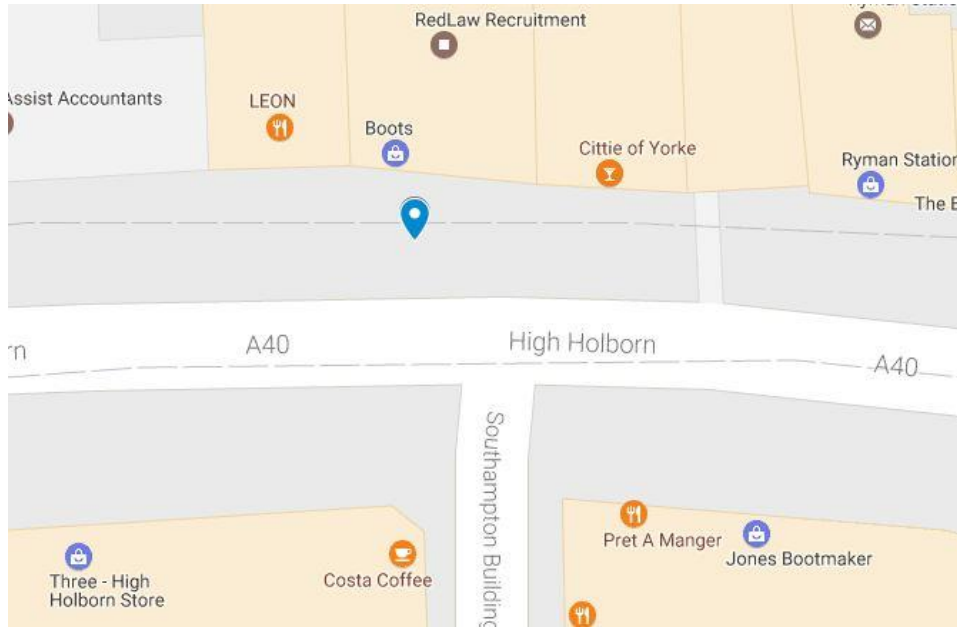 RedLaw Recruitment
Assist Accountants
LEON
Boots
Cittie of Yorke
Ryman Station
The B
rn
A40
High Holborn
A40
Southampton Building
Pret A Manger
Jones Bootmaker
Three - High
Holborn Store
Costa Coffee